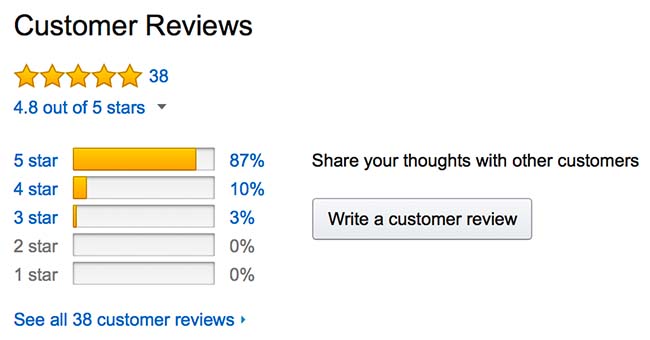 Customer Reviews
38
4.8 out of 5 stars
5 star 87%
4 star 10%
3 star 3%
2 star 0%
1 star 0%
See all 38 customer reviews
Share your thoughts with other customers
Write a customer review